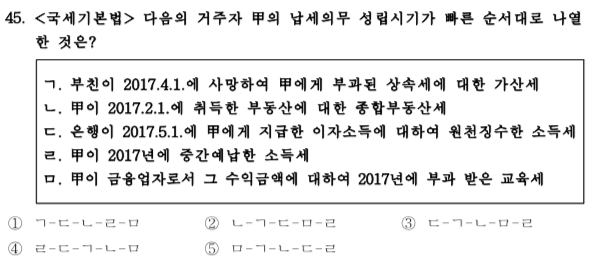 45. <국세기본법> 다음의 거주자 甲의 납세의무 성립시기가 빠른 순서대로 나열
한 것은?
ㄱ. 부친이 2017.4.1.에 사망하여 甲에게 부과된 상속세에 대한 가산세
ㄴ. 甲이 2017.2.1.에 취득한 부동산에 대한 종합부동산세
ㄷ. 은행이 2017.5.1.에 甲에게 지급한 이자소득에 대하여 원천징수한 소득세
ㄹ. 甲이 2017년에 중간예납한 소득세
ㅁ. 甲이 금융업자로서 그 수익금액에 대하여 2017년에 부과 받은 교육세
① ㄱ-ㄷ-ㄴ-ㄹ-ㅁ ② ㄴ-ㄱ-ㄷ-ㅁ-ㄹ ③ ㄷ-ㄱ-ㄴ-ㅁ-ㄹ
④ ㄹ-ㄷ-ㄱ-ㄴ-ㅁ ⑤ ㅁ-ㄱ-ㄴ-ㄷ-ㄹ